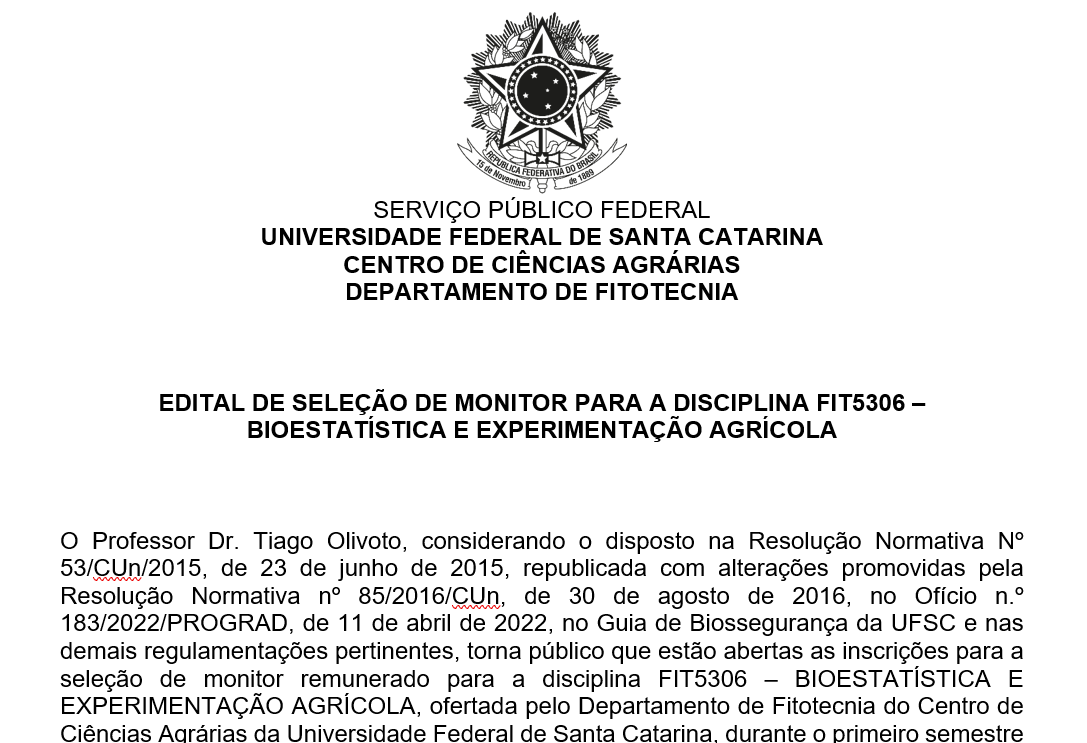 REPUBLICA FEDERATIVA DO BRASIL
15 de Novembro de 1889
SERVIÇO PÚBLICO FEDERAL
UNIVERSIDADE FEDERAL DE SANTA CATARINA
CENTRO DE CIÊNCIAS AGRÁRIAS
DEPARTAMENTO DE FITOTECNIA
EDITAL DE SELEÇÃO DE MONITOR PARA A DISCIPLINA FIT5306 –
BIOESTATÍSTICA E EXPERIMENTAÇÃO AGRÍCOLA
O Professor Dr. Tiago Olivoto, considerando o disposto na Resolução Normativa Nº
53/CUn/2015, de 23 de junho de 2015, republicada com alterações promovidas pela
Resolução Normativa nº 85/2016/CUn, de 30 de agosto de 2016, no Ofício n.º
183/2022/PROGRAD, de 11 de abril de 2022, no Guia de Biossegurança da UFSC e nas
demais regulamentações pertinentes, torna público que estão abertas as inscrições para a
seleção de monitor remunerado para a disciplina FIT5306 – BIOESTATÍSTICA E
EXPERIMENTAÇÃO AGRÍCOLA, ofertada pelo Departamento de Fitotecnia do Centro de
Ciências Agrárias da Universidade Federal de Santa Catarina, durante o primeiro semestre